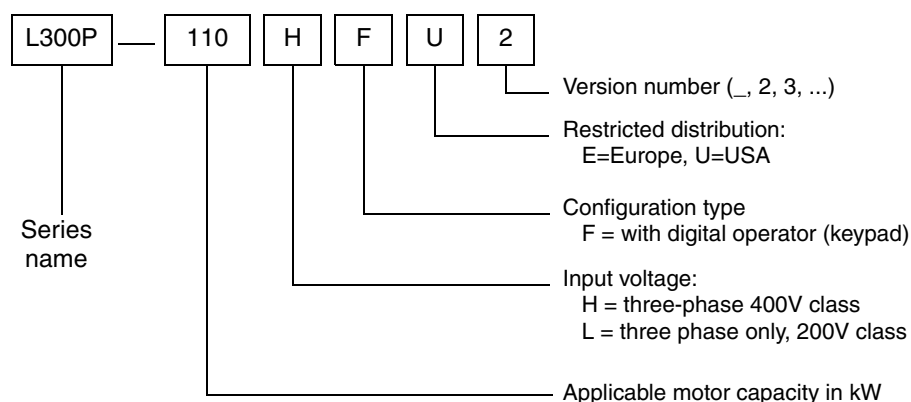 L300P — 110 H F U 2
Version number (_, 2, 3, ...)
Restricted distribution:
E=Europe, U=USA
Configuration type
F = with digital operator (keypad)
Series
name
Input voltage:
H = three-phase 400V class
L = three phase only, 200V class
Applicable motor capacity in kW